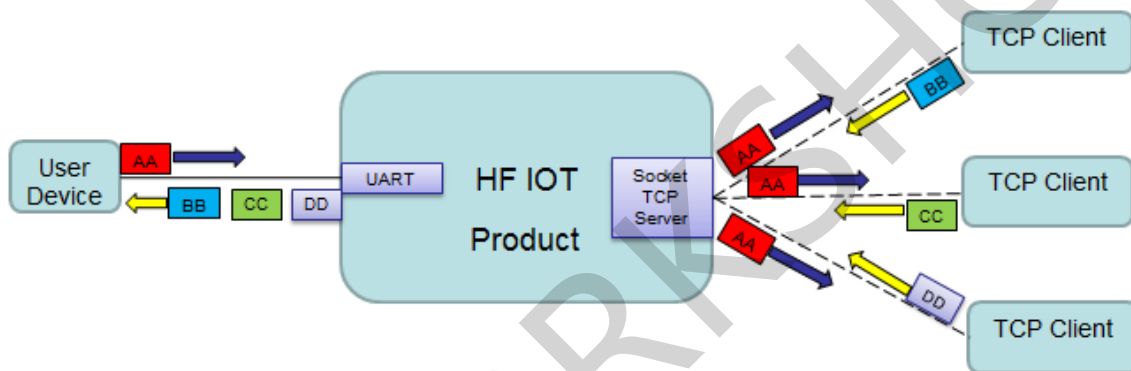 TCP Client
BB
AA
User
Device
AA
UART
HF IOT
Product
Socket
TCP
Server
AA
TCP Client
BB
CC
DD
CC
AA
DD
TCP Client
RKSHO